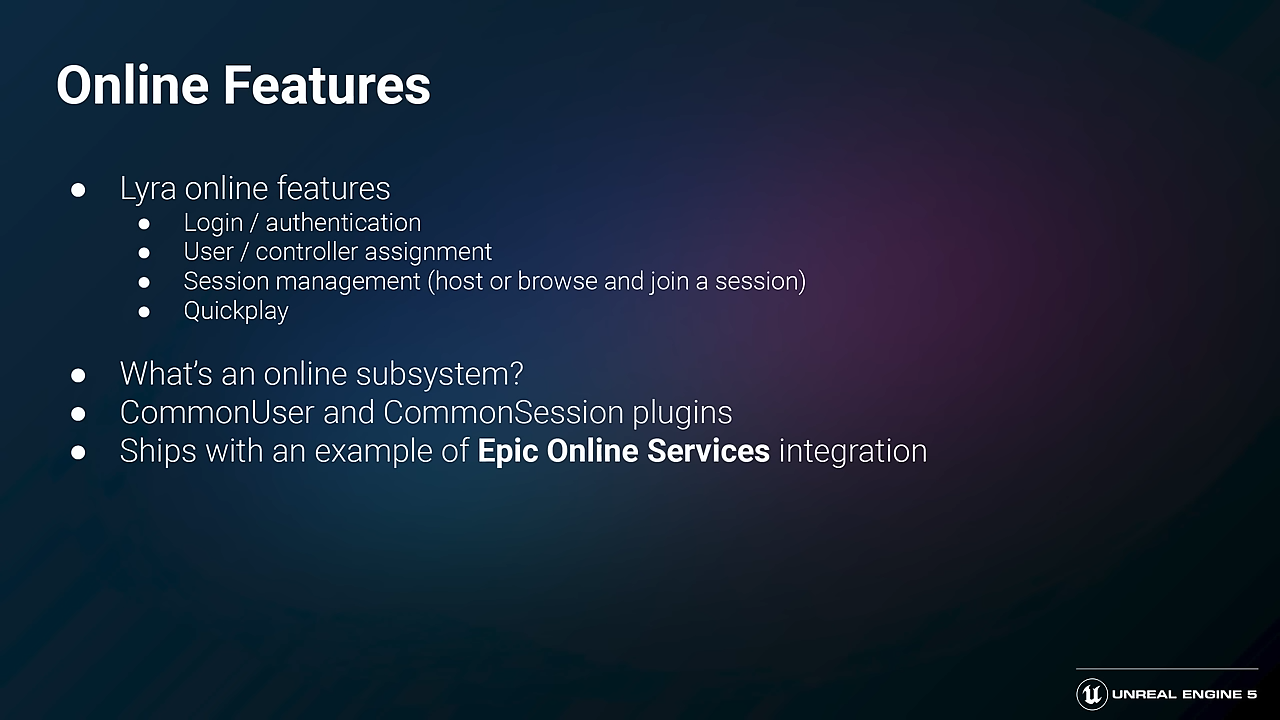 Online Features
● Lyra online features
● Login / authentication
● User / controller assignment
● Session management (host or browse and join a session)
● Quickplay
● What’s an online subsystem?
● CommonUser and CommonSession plugins
● Ships with an example of Epic Online Services integration
UNREAL ENGINE 5